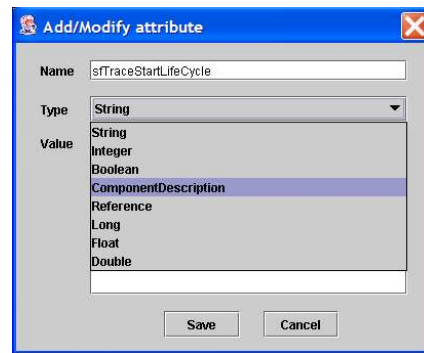 Add/Modify attribute
Name sfTraceStartLifeCycle
Type String
Value
String
Integer
Boolean
ComponentDescription
Reference
Long
Float
Double
Save Cancel